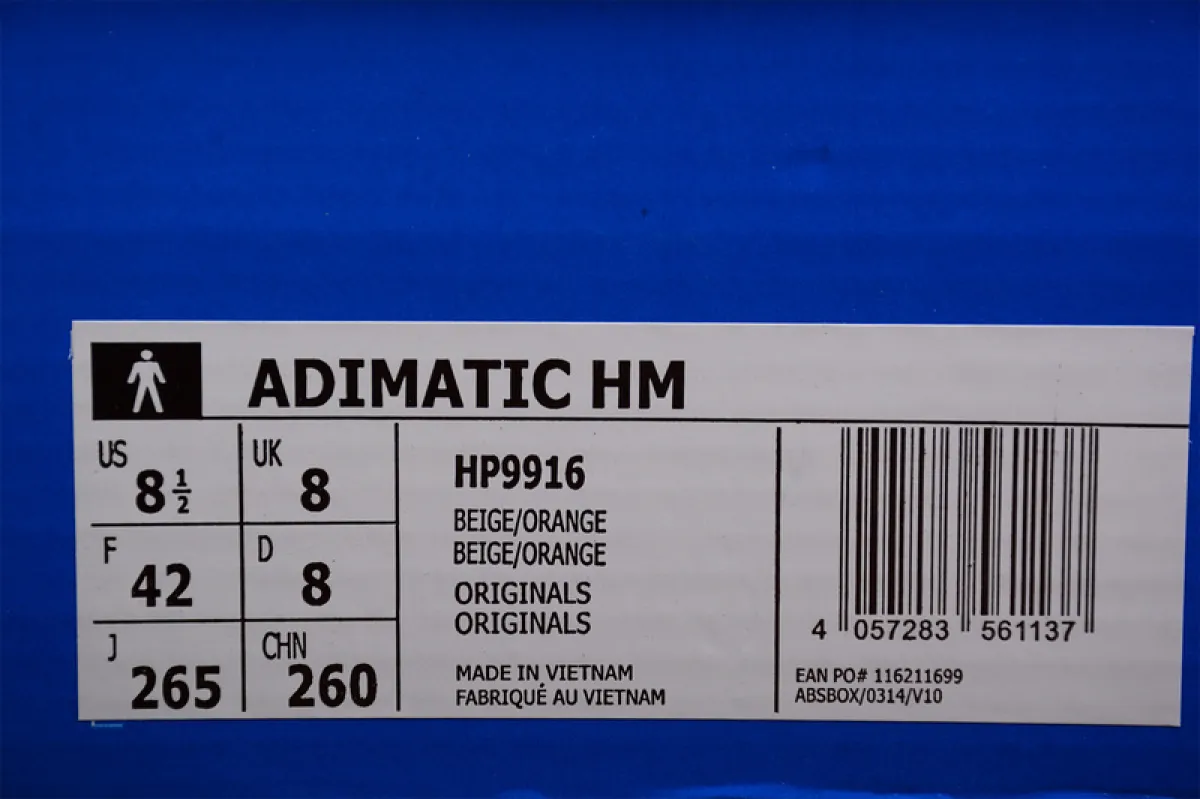 ADIMATIC HM
US
8 1/2
UK
8
F
42
D
8
J
265
CHN
260
HP9916
BEIGE/ORANGE
BEIGE/ORANGE
ORIGINALS
ORIGINALS
MADE IN VIETNAM
FABRIQUÉ AU VIETNAM
4 057283 561137
EAN PO# 116211699
ABSBOX/0314/V10